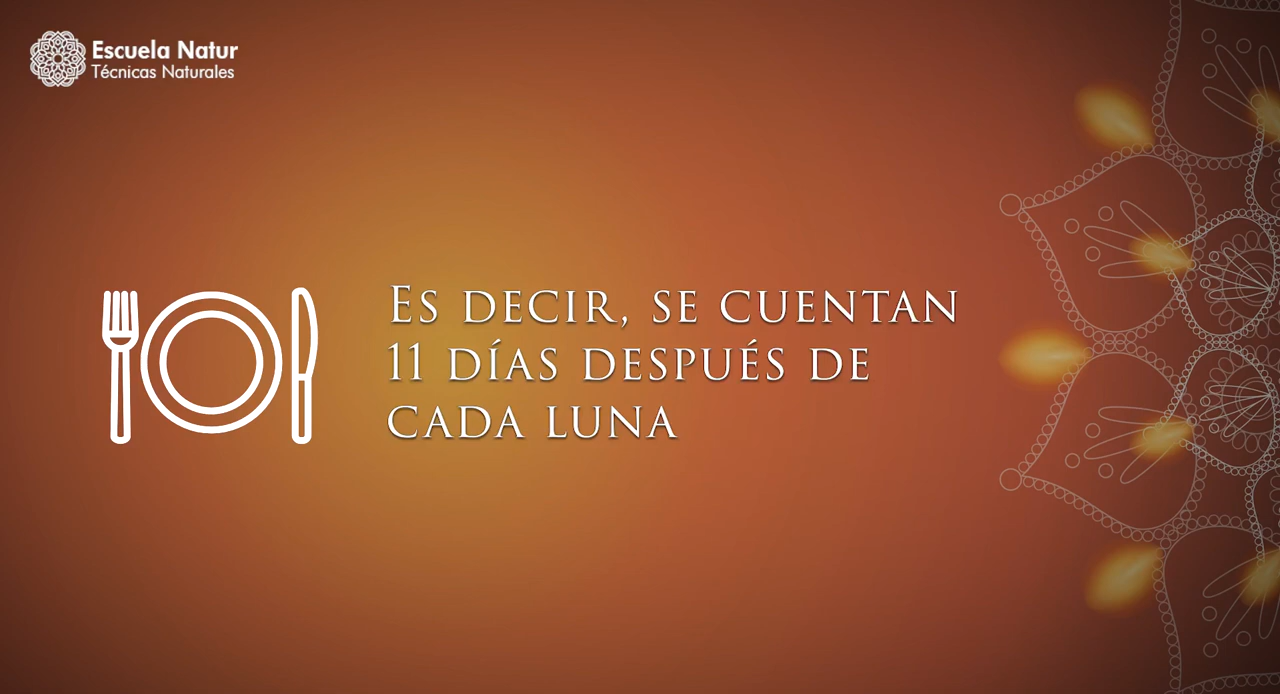 Escuela Natur
Técnicas Naturales
Es decir, se cuentan
11 días después de
cada luna